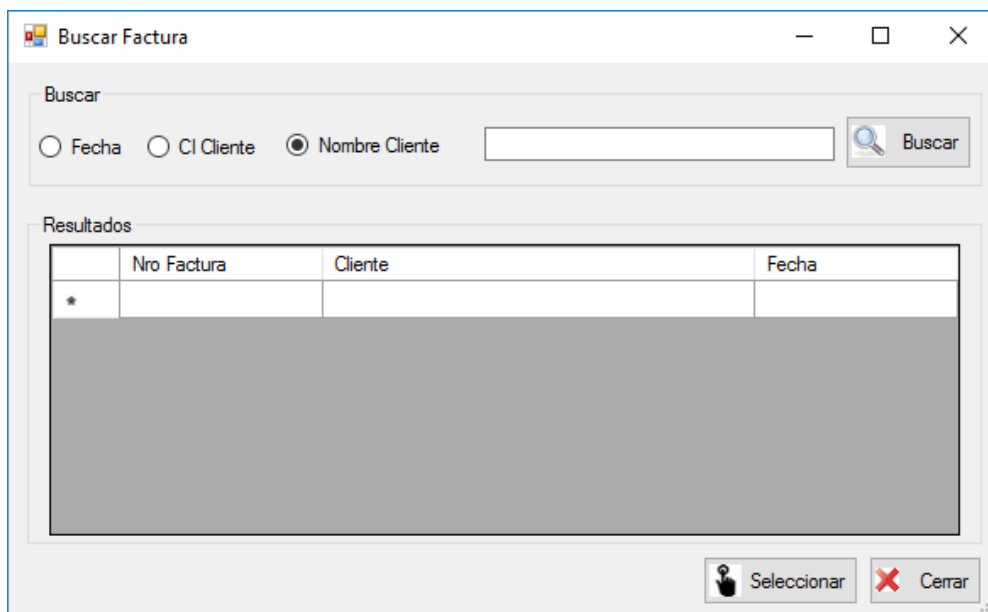 Buscar Factura
Buscar
Fecha CI Cliente Nombre Cliente Buscar
Resultados
Nro Factura Cliente Fecha
*
Seleccionar Cerrar